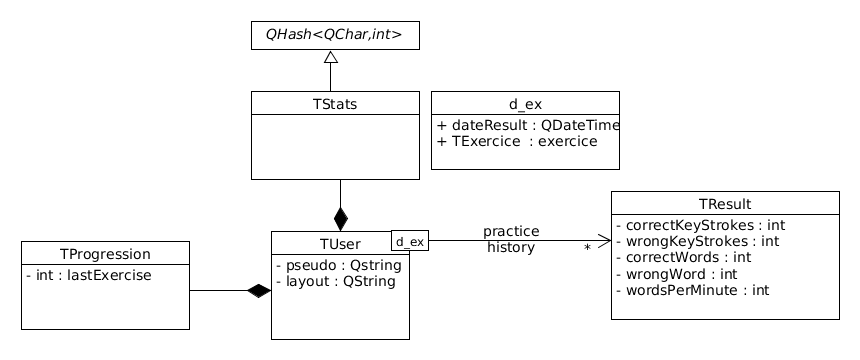 QHash<QChar,int>
TStats
d_ex
+ dateResult : QDateTime
+ TExercice : exercice
TResult
- correctKeyStrokes : int
- wrongKeyStrokes : int
- correctWords : int
- wrongWord : int
- wordsPerMinute : int
TUser
d_ex
- pseudo : Qstring
- layout : QString
practice
history
*
TProgression
- int : lastExercise